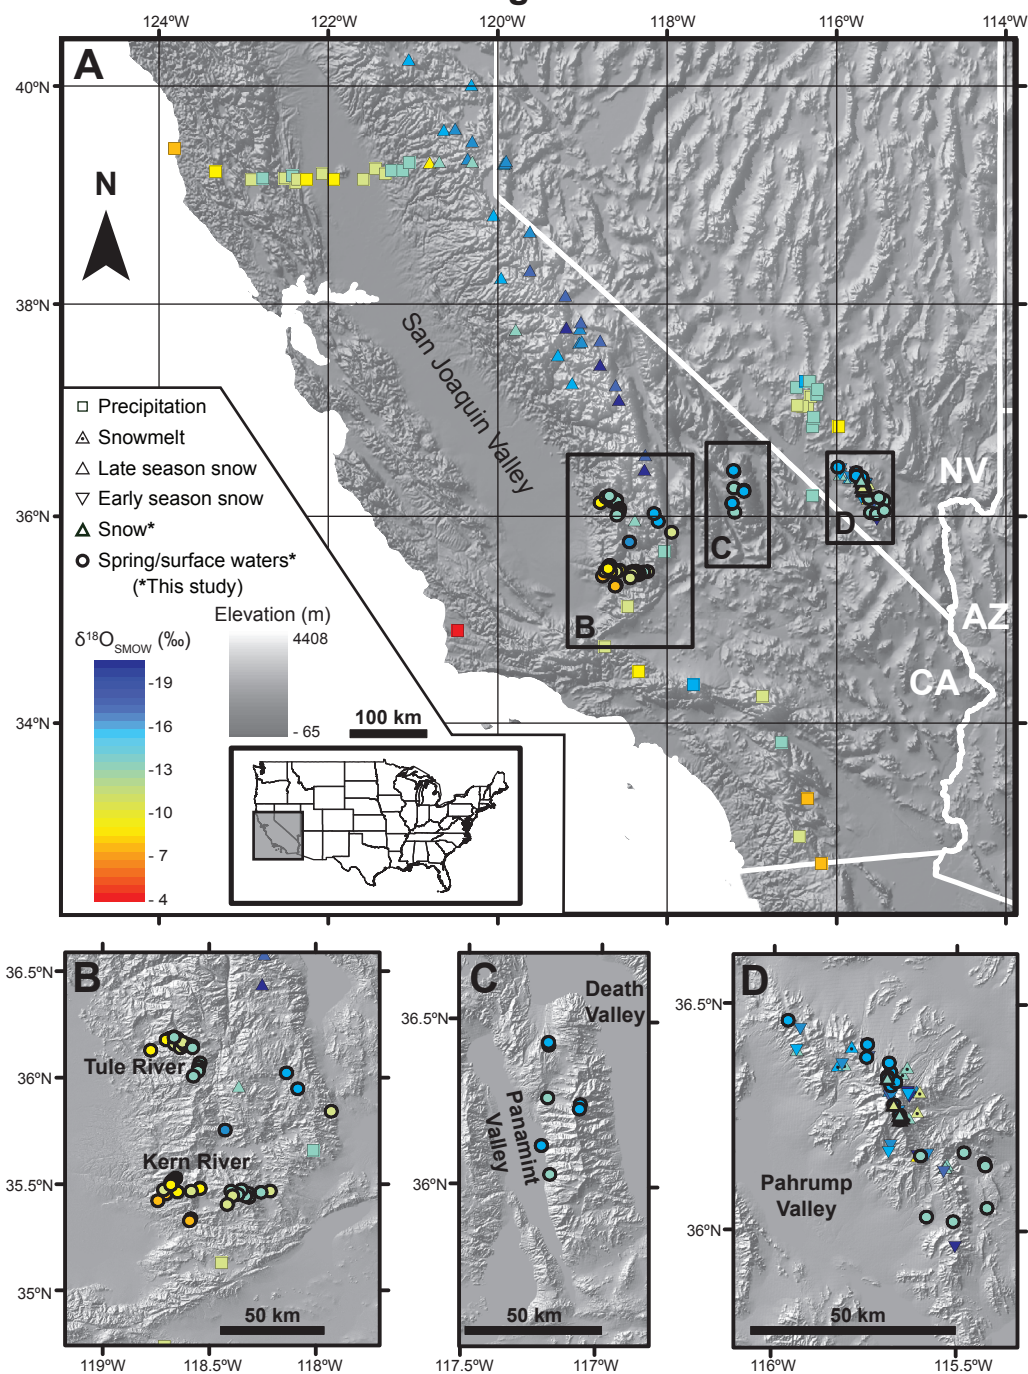 124°W 122°W 120°W 118°W 116°W 114°W
A
40°N
N
38°N
San Joaquin Valley
Precipitation
Snowmelt
Late season snow
Early season snow
Snow*
Spring/surface waters*
(*This study)
NV
36°N
B
C
D
AZ
CA
Elevation (m)
4408
- 65
δ¹⁸O SMOW (‰)
-19
-16
-13
-10
- 7
- 4
100 km
34°N
B
36.5°N
Tule River
36°N
Kern River
35.5°N
35°N
50 km
119°W 118.5°W 118°W
C
Death
Valley
36.5°N
Panamint
Valley
36°N
50 km
117.5°W 117°W
D
36.5°N
Pahrump
Valley
36°N
50 km
116°W 115.5°W